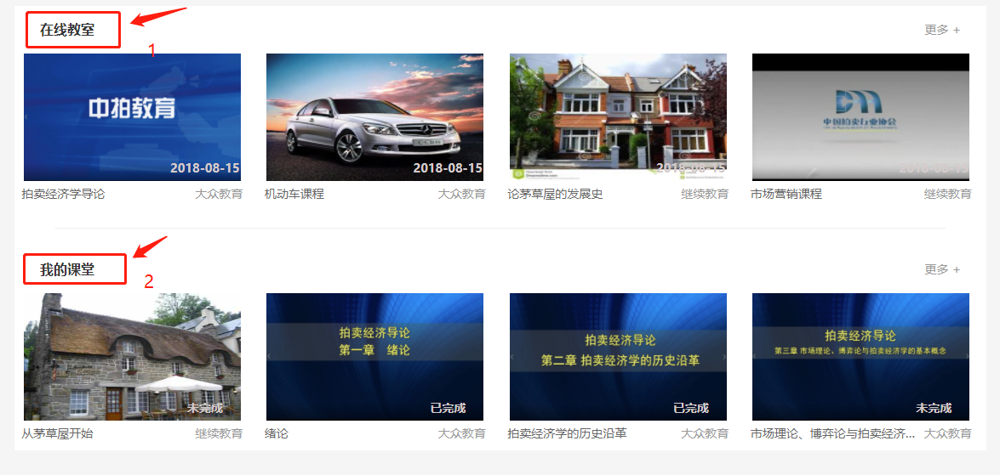 在线教室
更多 +
1
中拍教育
2018-08-15
2018-08-15
2018-08-15
中国拍卖行业协会
2018-08-15
拍卖经济学导论 大众教育
机动车课程 大众教育
论茅草屋的发展史 继续教育
市场营销课程 继续教育
我的课堂
更多 +
2
未完成
拍卖经济导论
第一章 绪论
已完成
拍卖经济导论
第二章 拍卖经济学的历史沿革
已完成
拍卖经济导论
第三章 市场理论、博弈论与拍卖经济学的基本概念
未完成
从茅草屋开始 继续教育
绪论 大众教育
拍卖经济学的历史沿革 大众教育
市场理论、博弈论与拍卖经济... 大众教育